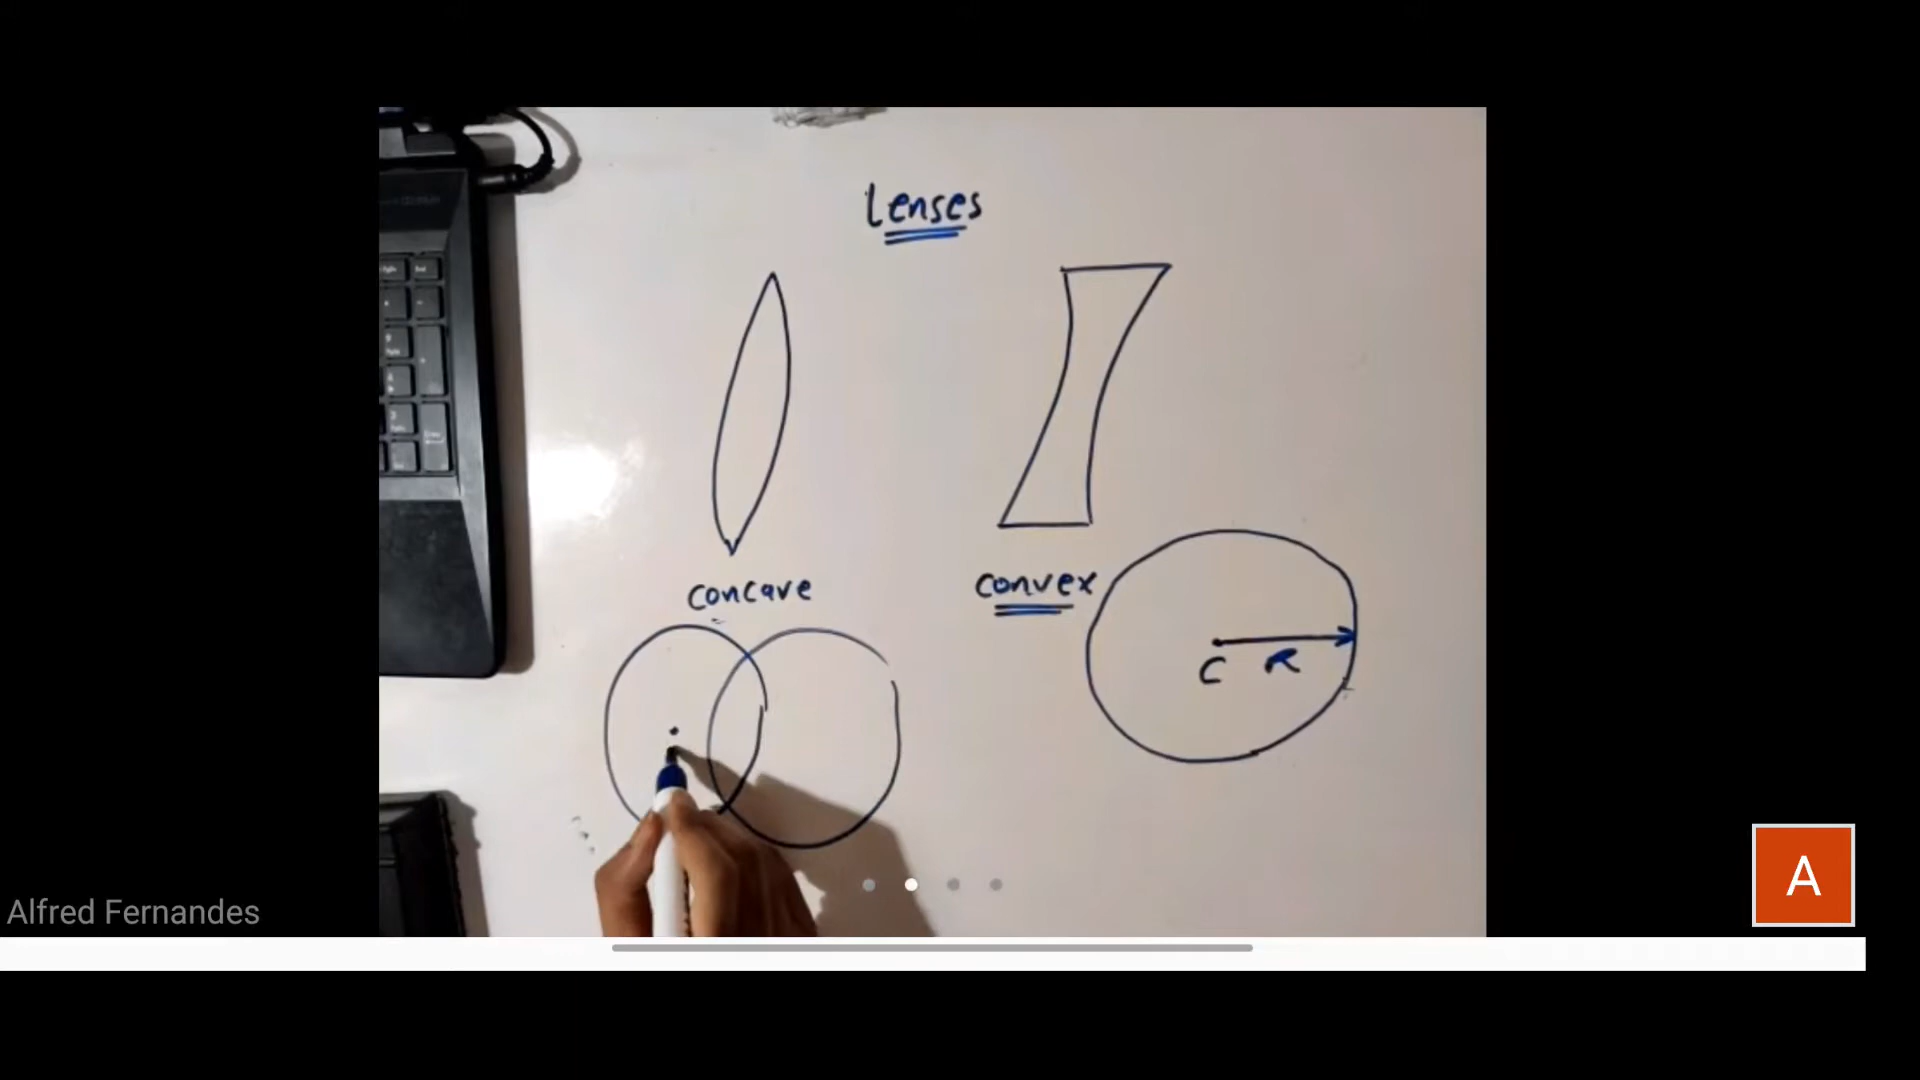 Lenses
concave
convex
C
R
Alfred Fernandes
A